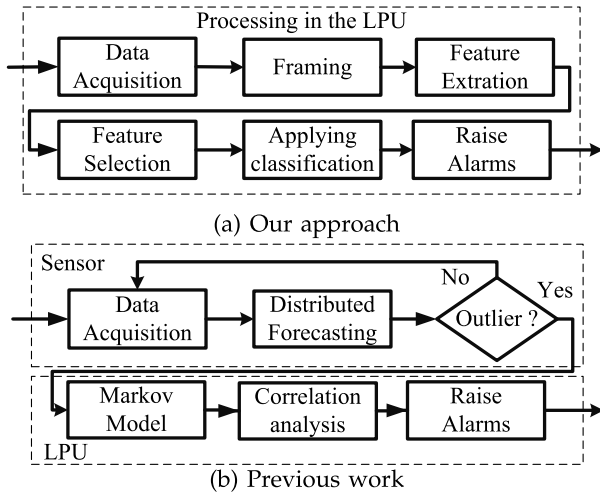 Processing in the LPU
Data
Acquisition
Framing
Feature
Extration
Feature
Selection
Applying
classification
Raise
Alarms
(a) Our approach
Sensor
No
Yes
Data
Acquisition
Distributed
Forecasting
Outlier ?
Markov
Model
Correlation
analysis
Raise
Alarms
LPU
(b) Previous work